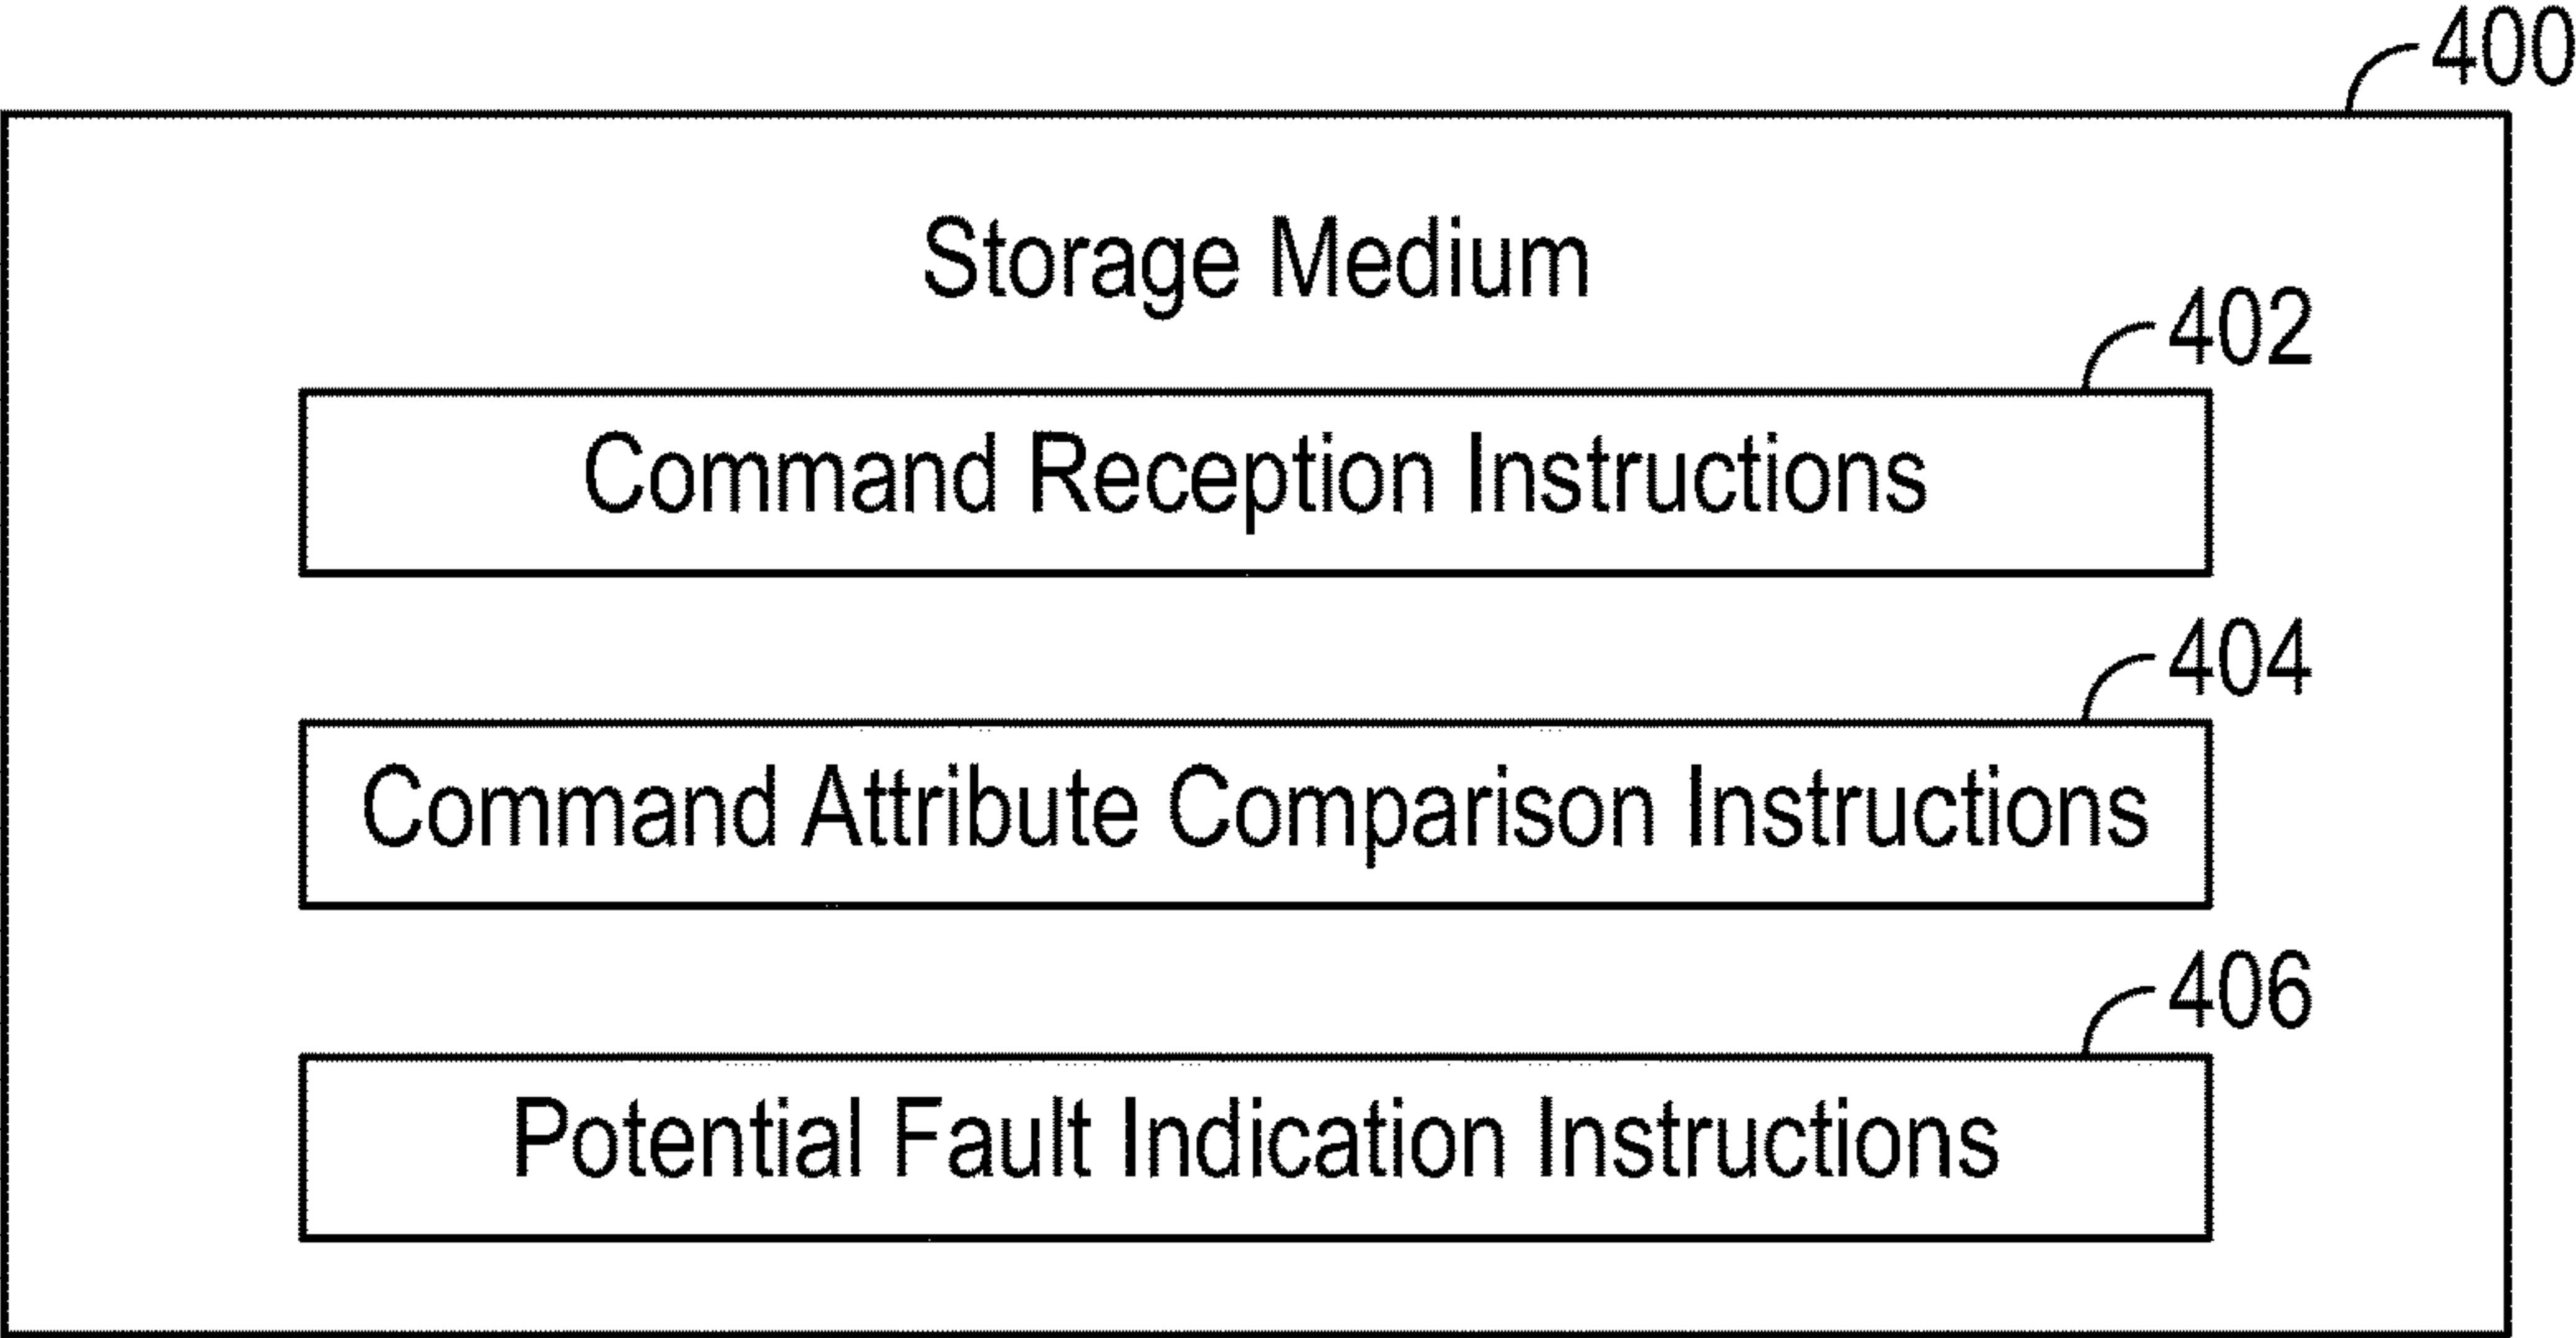 400
Storage Medium
402
Command Reception Instructions
404
Command Attribute Comparison Instructions
406
Potential Fault Indication Instructions